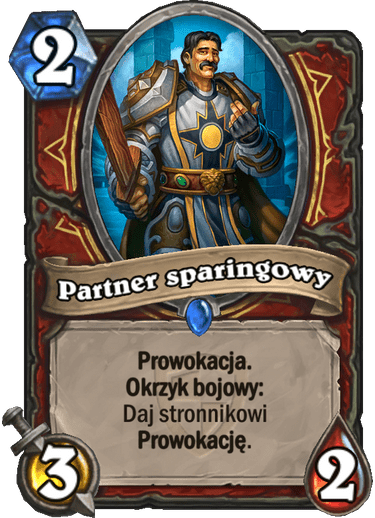 2
Partner sparingowy
Prowokacja.
Okrzyk bojowy:
Daj stronnikowi
Prowokację.
3
2